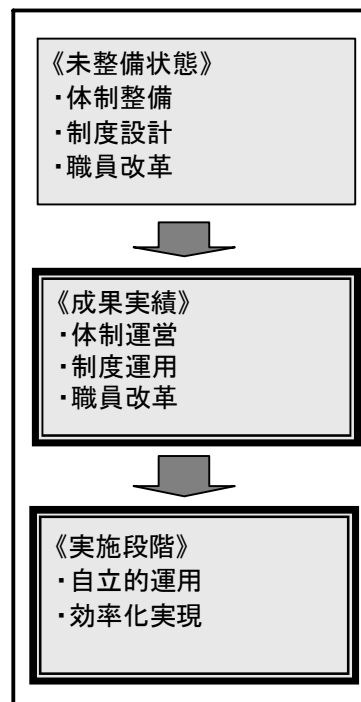 《未整備状態》
・体制整備
・制度設計
・職員改革
《成果実績》
・体制運営
・制度運用
・職員改革
《実施段階》
・自立的運用
・効率化実現